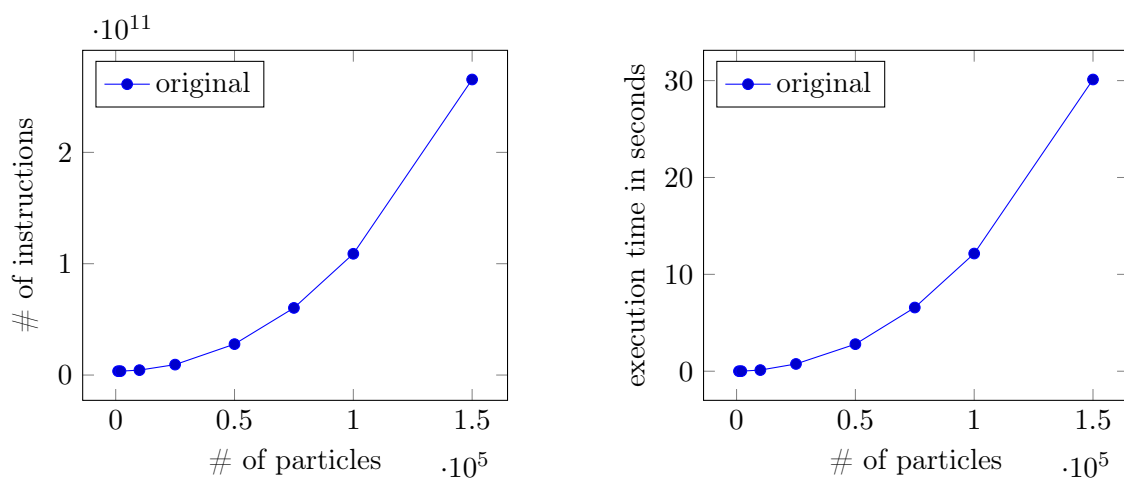 ·10^11
original
2
1
0
# of instructions
0 0.5 1 1.5
# of particles
·10^5
original
30
20
10
0
execution time in seconds
0 0.5 1 1.5
# of particles
·10^5